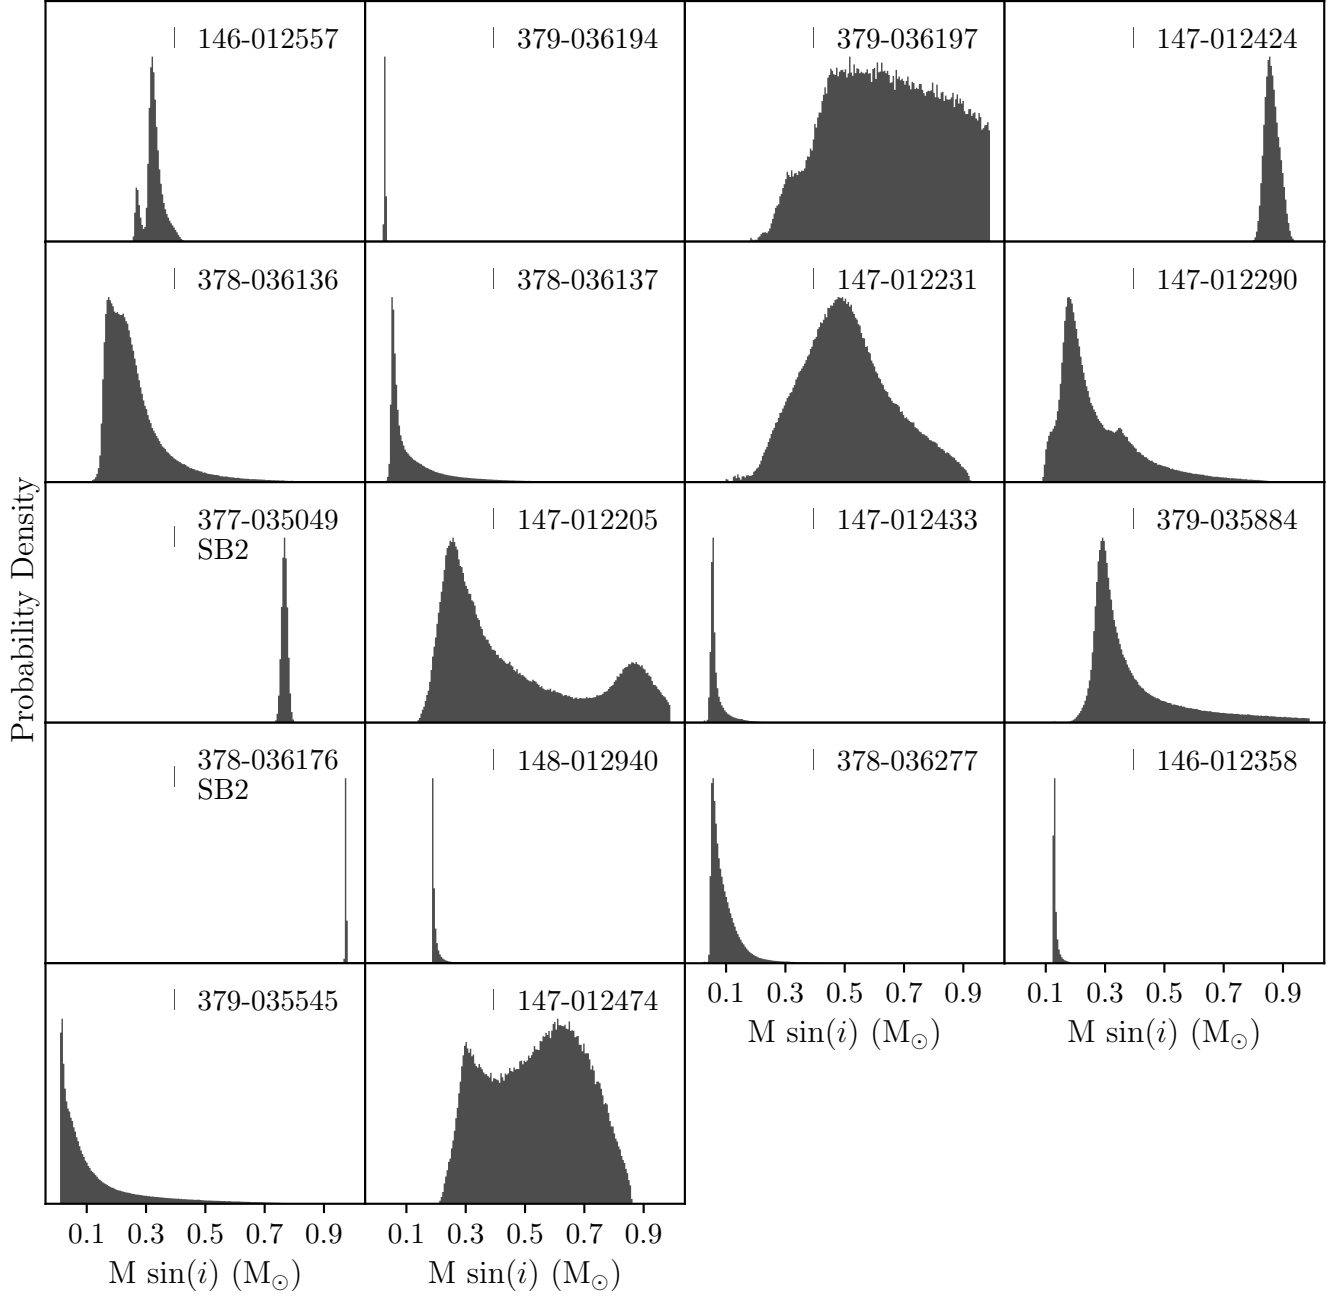 146-012557
379-036194
379-036197
147-012424
378-036136
378-036137
147-012231
147-012290
377-035049
SB2
147-012205
147-012433
379-035884
378-036176
SB2
148-012940
378-036277
146-012358
0.1 0.3 0.5 0.7 0.9
M sin(i) (M☉)
0.1 0.3 0.5 0.7 0.9
M sin(i) (M☉)
379-035545
147-012474
0.1 0.3 0.5 0.7 0.9
M sin(i) (M☉)
0.1 0.3 0.5 0.7 0.9
M sin(i) (M☉)
Probability Density